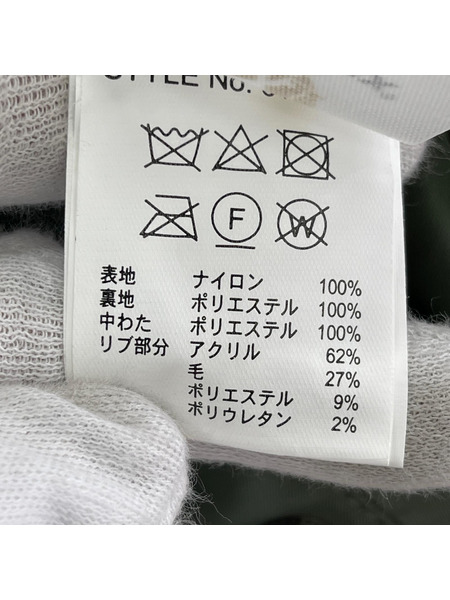 STYLE No.
F
W
表地 ナイロン 100%
裏地 ポリエステル 100%
中わた ポリエステル 100%
リブ部分 アクリル 62%
毛 27%
ポリエステル 9%
ポリウレタン 2%